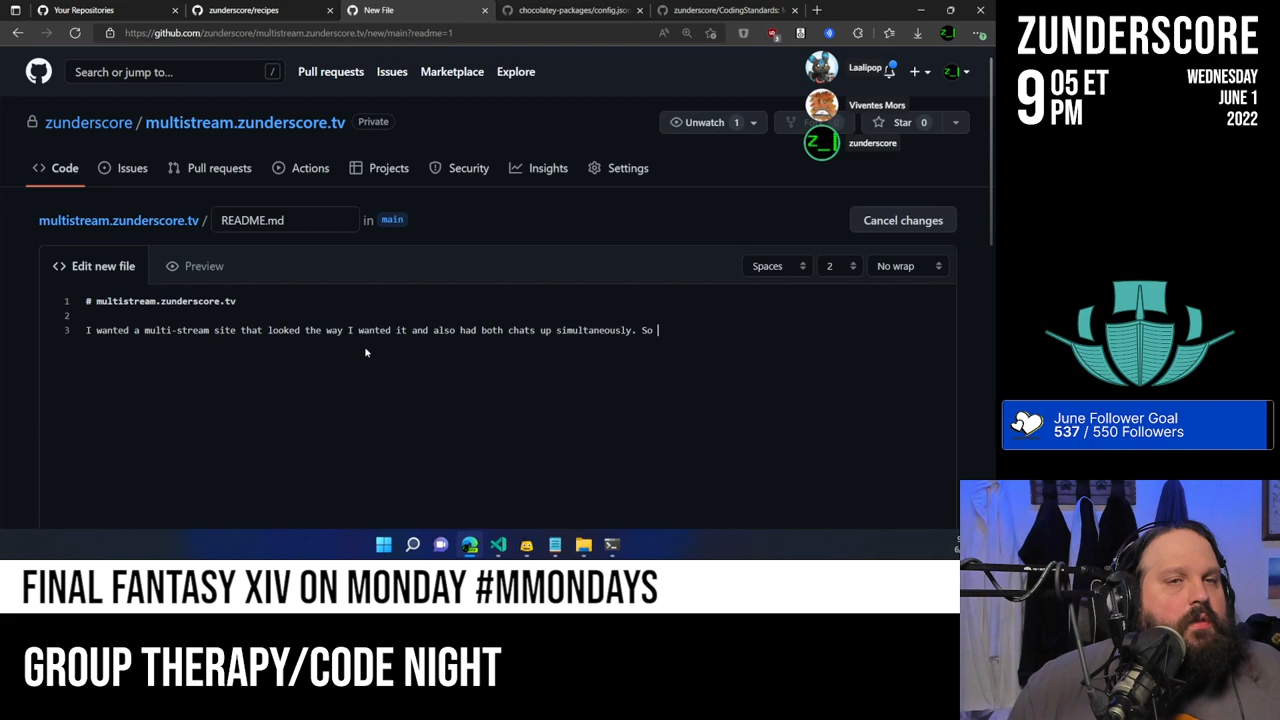 Your Repositories
zunderscore/recipes
New File
chocolatey-packages/config.json
zunderscore/CodingStandards: M
https://github.com/zunderscore/multistream.zunderscore.tv/new/main?readme=1
Search or jump to...
/
Pull requests
Issues
Marketplace
Explore
Laalipop
Viventes Mors
zunderscore
zunderscore / multistream.zunderscore.tv
Private
Unwatch 1
Star 0
Code
Issues
Pull requests
Actions
Projects
Security
Insights
Settings
multistream.zunderscore.tv / README.md in main
Cancel changes
<> Edit new file
Preview
Spaces
2
No wrap
1 # multistream.zunderscore.tv
2
3 I wanted a multi-stream site that looked the way I wanted it and also had both chats up simultaneously. So
ZUNDERSCORE
9 05 ET PM
WEDNESDAY
JUNE 1
2022
June Follower Goal
537 / 550 Followers
FINAL FANTASY XIV ON MONDAY #MMONDAYS
GROUP THERAPY/CODE NIGHT